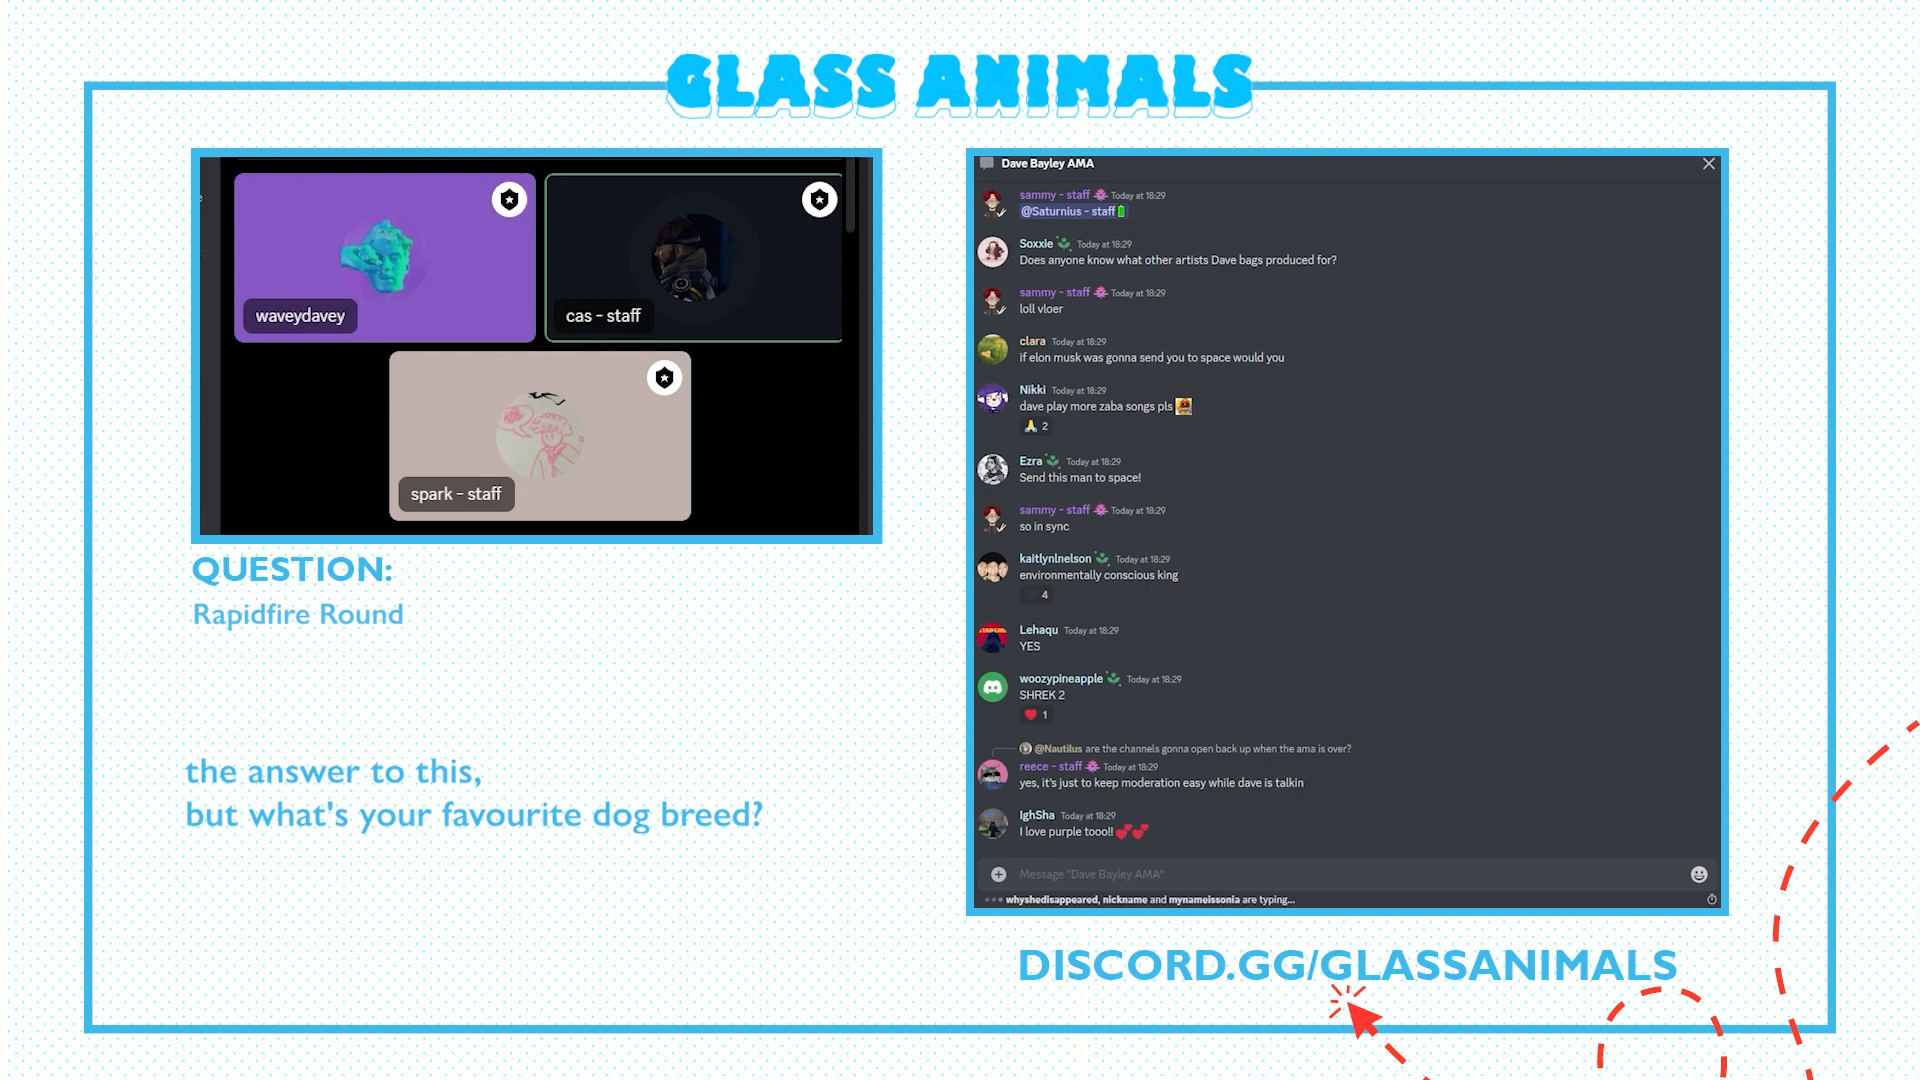 GLASS ANIMALS
waveydavey
cas - staff
spark - staff
QUESTION:
Rapidfire Round
the answer to this,
but what's your favourite dog breed?
Dave Bayley AMA
sammy - staff Today at 18:29
@Saturnius - staff
Soxxie Today at 18:29
Does anyone know what other artists Dave bags produced for?
sammy - staff Today at 18:29
loll vloer
clara Today at 18:29
if elon musk was gonna send you to space would you
Nikki Today at 18:29
dave play more zaba songs pls
2
Ezra Today at 18:29
Send this man to space!
sammy - staff Today at 18:29
so in sync
kaitlynlnelson Today at 18:29
environmentally conscious king
4
Lehaqu Today at 18:29
YES
woozypineapple Today at 18:29
SHREK 2
1
@Nautilus are the channels gonna open back up when the ama is over?
reece - staff Today at 18:29
yes, it's just to keep moderation easy while dave is talkin
IghSha Today at 18:29
I love purple tooo!!
Message "Dave Bayley AMA"
whyshedisappeared, nickname and mynameissonia are typing...
DISCORD.GG/GLASSANIMALS